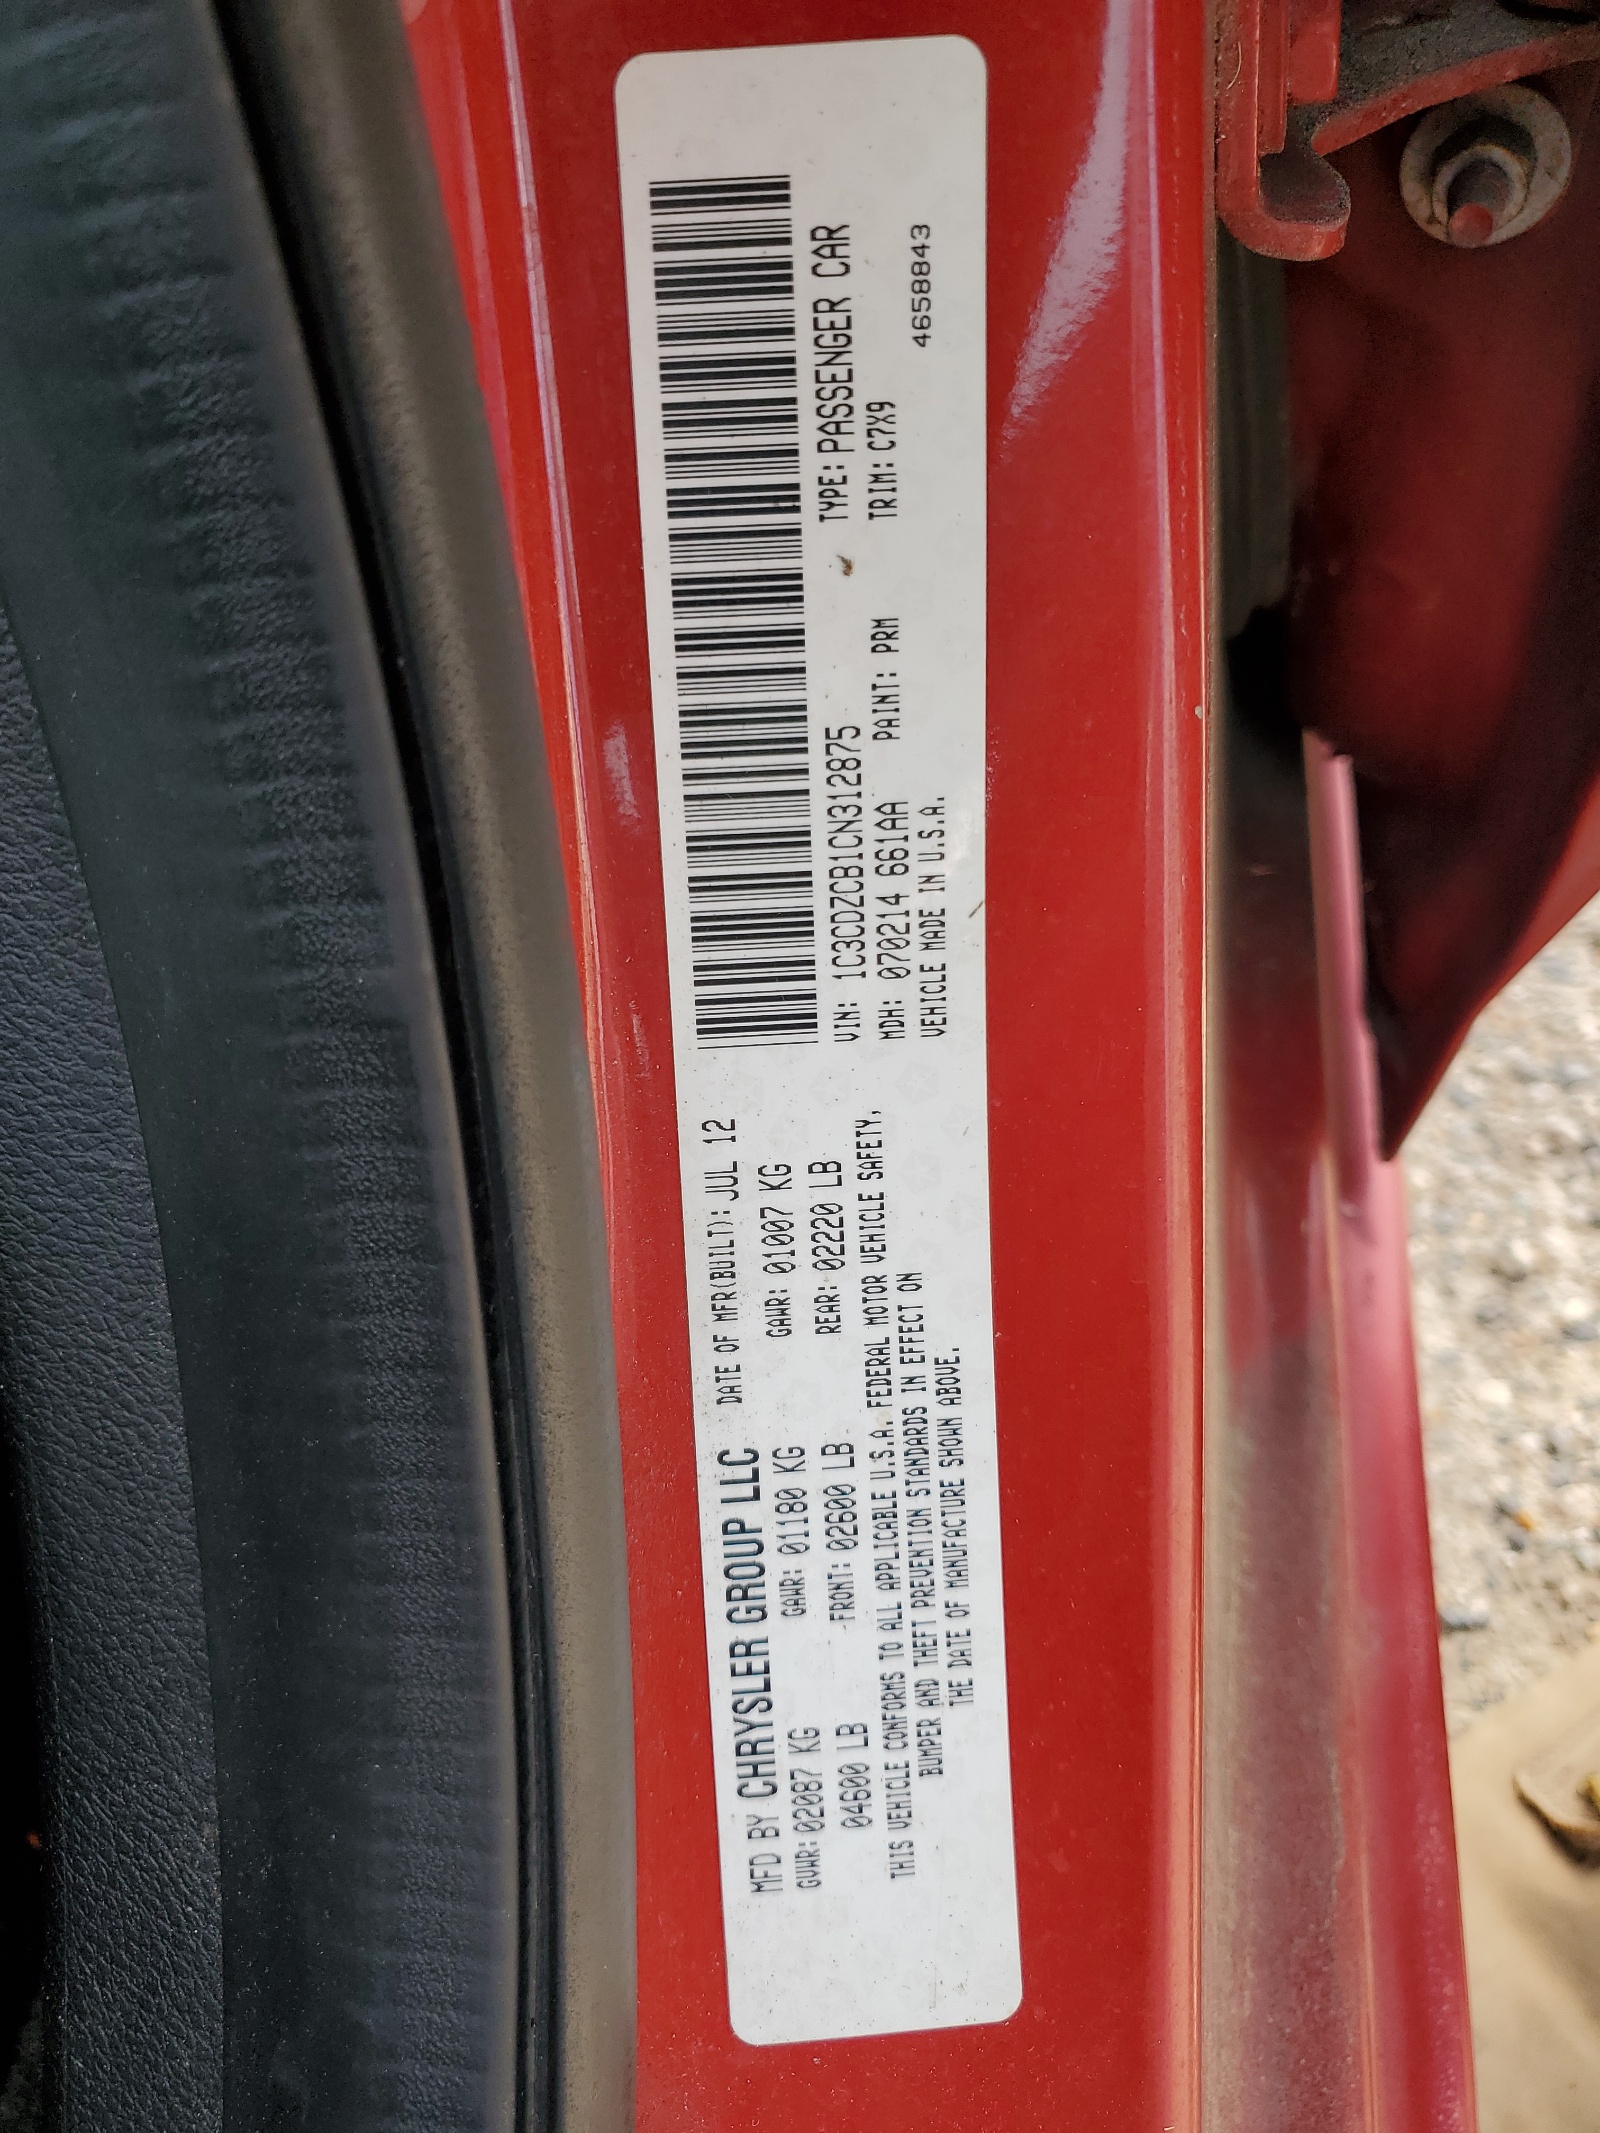 MFD BY CHRYSLER GROUP LLC DATE OF MFR(BUILT): JUL 12
GVWR: 02087 KG GAWR: 01180 KG GAWR: 01007 KG
04600 LB FRONT: 02600 LB REAR: 02220 LB
THIS VEHICLE CONFORMS TO ALL APPLICABLE U.S.A. FEDERAL MOTOR VEHICLE SAFETY,
BUMPER AND THEFT PREVENTION STANDARDS IN EFFECT ON
THE DATE OF MANUFACTURE SHOWN ABOVE.
VIN: 1C3CDZCB1CN312875 TYPE: PASSENGER CAR
MDH: 070214 661AA PAINT: PRM TRIM: C7X9
VEHICLE MADE IN U.S.A. 4658843